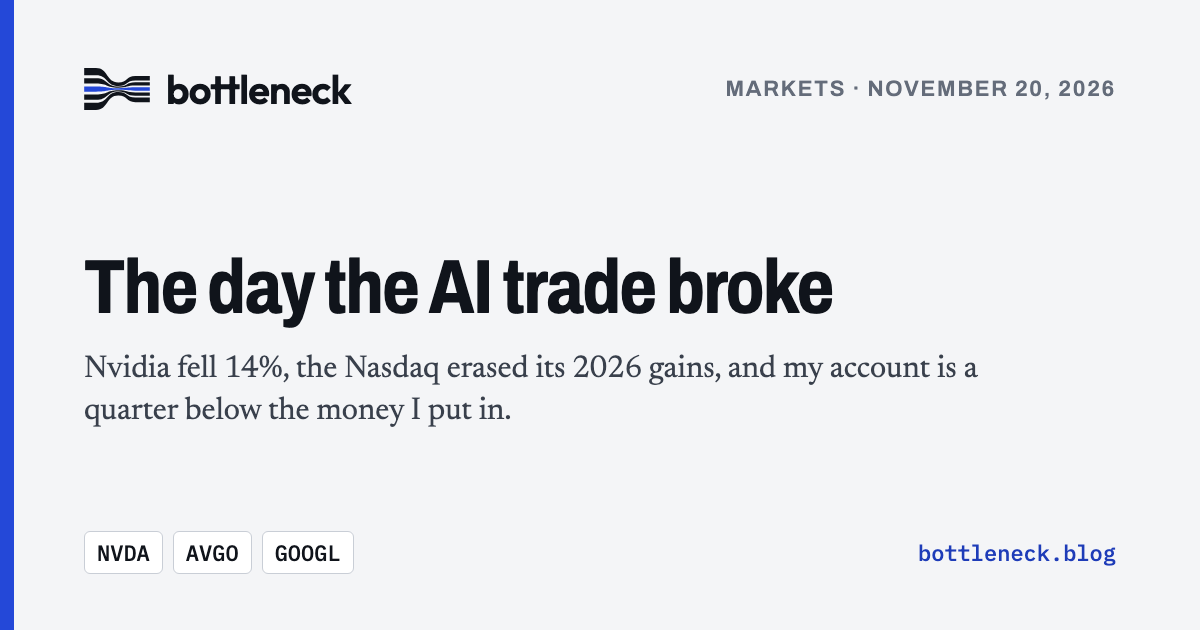 bottleneck
MARKETS · NOVEMBER 20, 2026
The day the AI trade broke
Nvidia fell 14%, the Nasdaq erased its 2026 gains, and my account is a
quarter below the money I put in.
NVDA
AVGO
GOOGL
bottleneck.blog